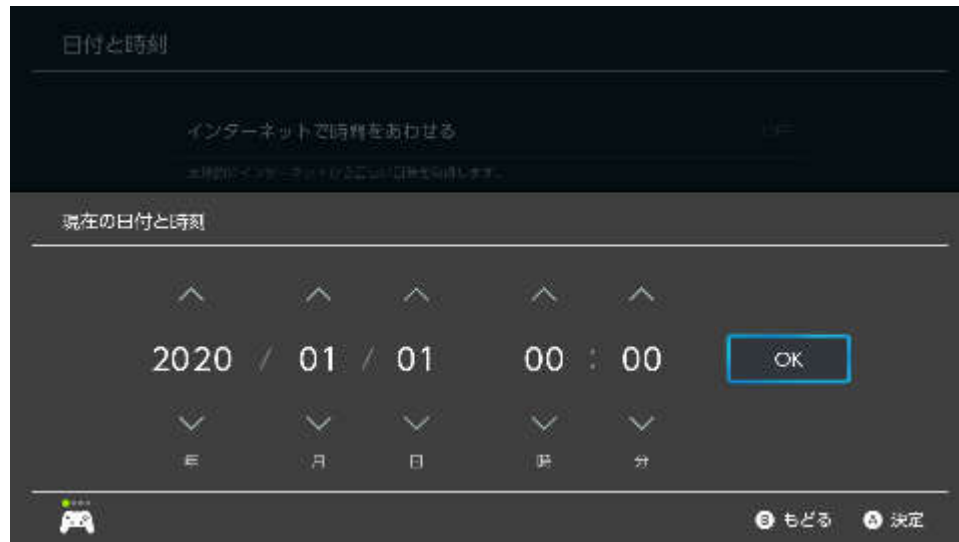 日付と時刻
インターネットで時刻をあわせる
OFF
現在の日付と時刻
2020 / 01 / 01 00 : 00 OK
年 月 日 時 分
B もどる A 決定